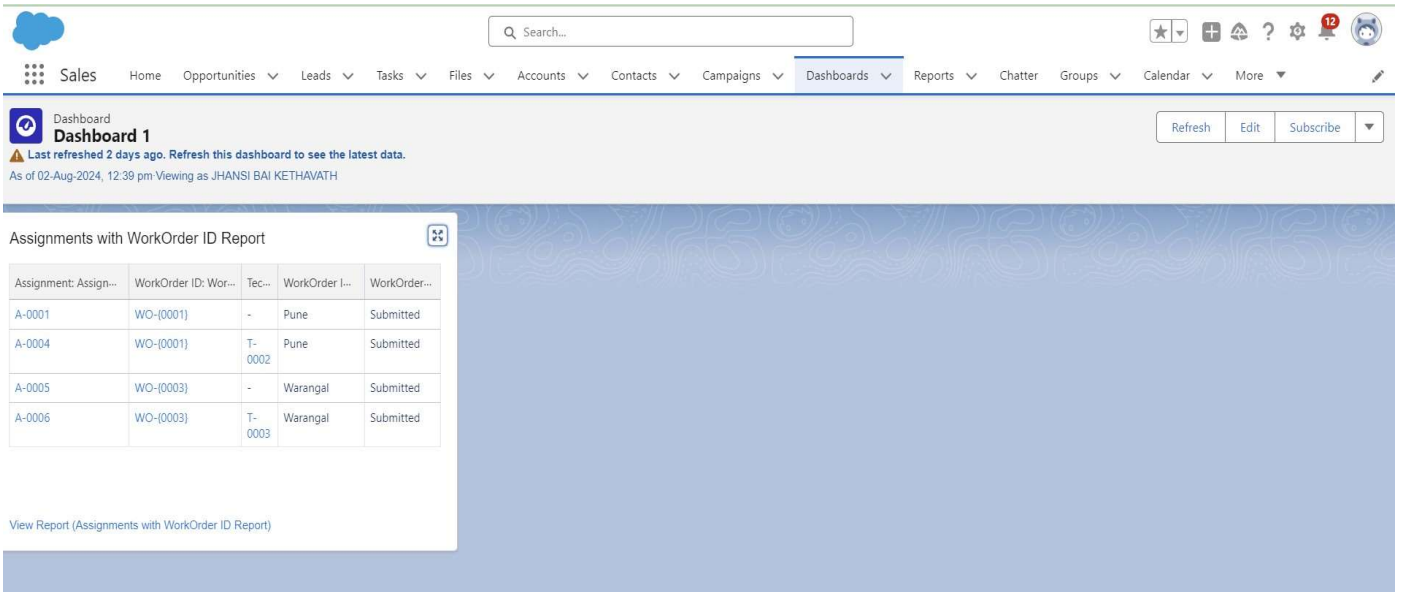 Search...
12
Sales Home Opportunities Leads Tasks Files Accounts Contacts Campaigns Dashboards Reports Chatter Groups Calendar More
Dashboard
Dashboard 1
Refresh Edit Subscribe
Last refreshed 2 days ago. Refresh this dashboard to see the latest data.
As of 02-Aug-2024, 12:39 pm·Viewing as JHANSI BAI KETHAVATH
Assignments with WorkOrder ID Report
Assignment: Assign... WorkOrder ID: Wor... Tec... WorkOrder I... WorkOrder...
A-0001 WO-{0001} - Pune Submitted
A-0004 WO-{0001} T-0002 Pune Submitted
A-0005 WO-{0003} - Warangal Submitted
A-0006 WO-{0003} T-0003 Warangal Submitted
View Report (Assignments with WorkOrder ID Report)